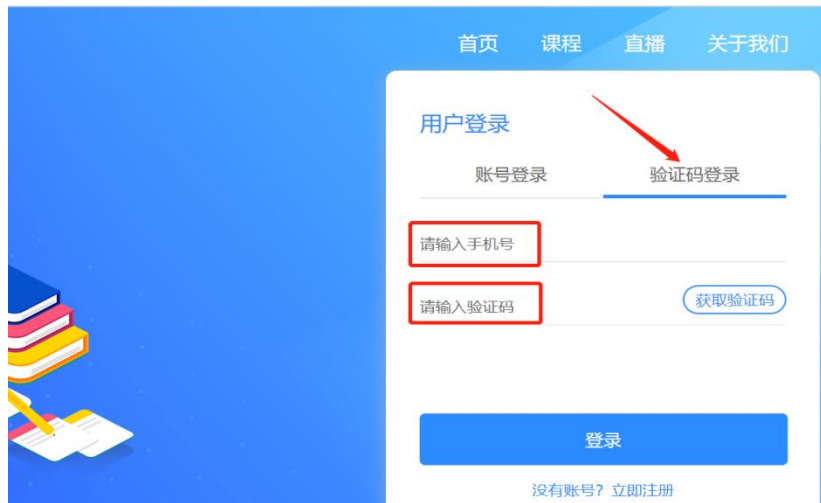 首页 课程 直播 关于我们
用户登录
账号登录 验证码登录
请输入手机号
请输入验证码 获取验证码
登录
没有账号？立即注册